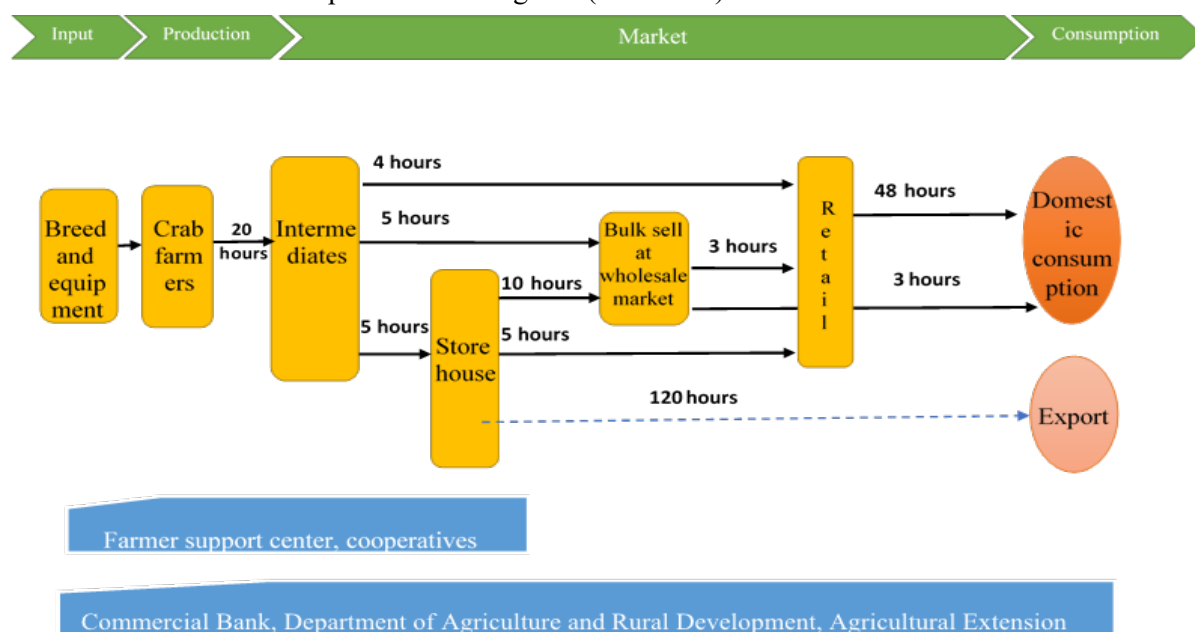 Input
Production
Market
Consumption
Breed
and
equip
ment
Crab
farm
ers
20
hours
Interme
diates
4 hours
5 hours
5 hours
Store
house
10 hours
5 hours
Bulk sell
at
wholesale
market
3 hours
R
e
t
a
i
l
48 hours
3 hours
Domest
ic
consum
ption
120 hours
Export
Farmer support center, cooperatives
Commercial Bank, Department of Agriculture and Rural Development, Agricultural Extension